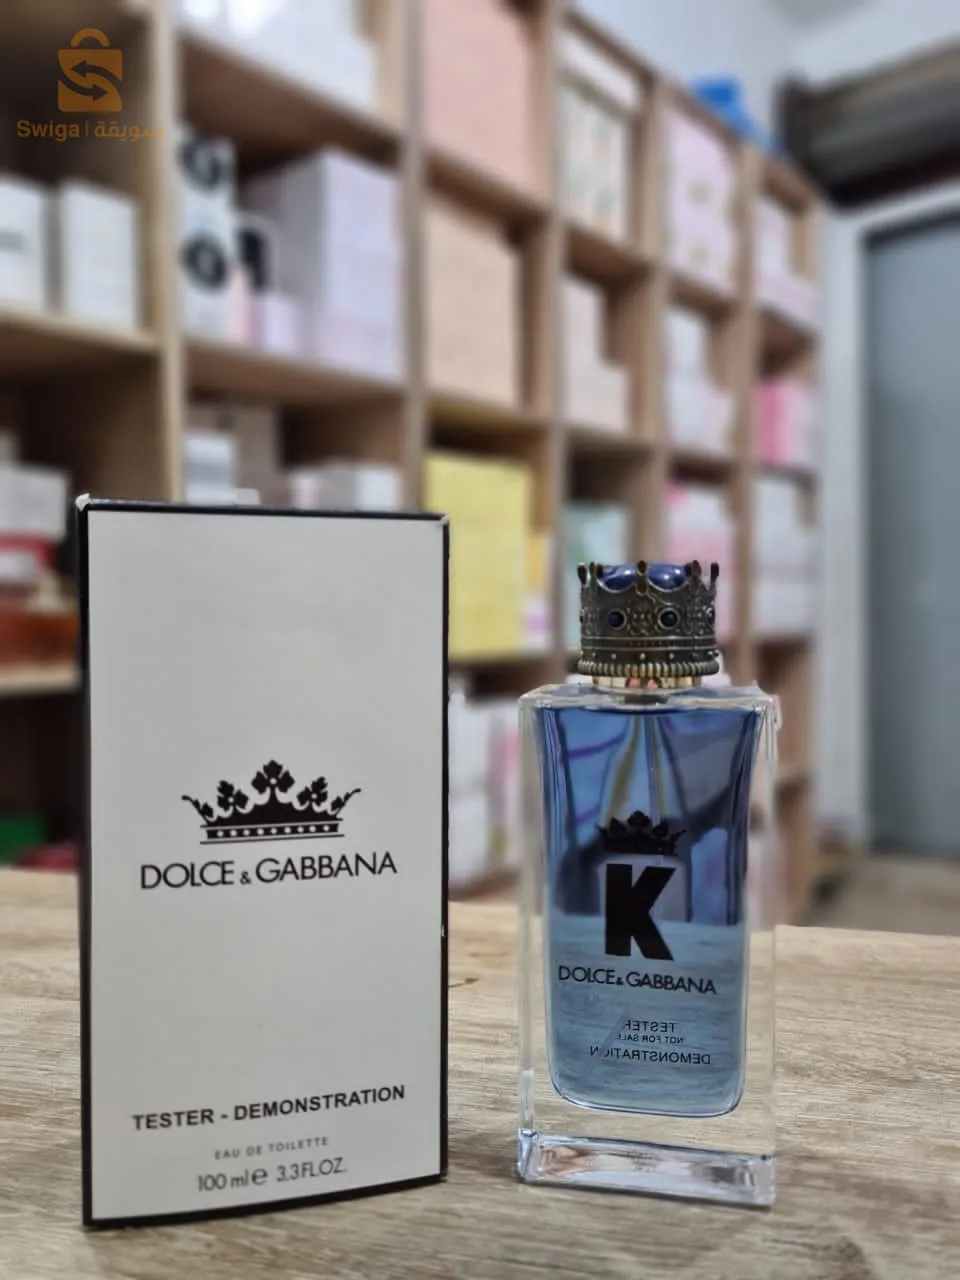 Swiga | سويقة
DOLCE & GABBANA
TESTER - DEMONSTRATION
EAU DE TOILETTE
100 ml e 3.3 FL.OZ.
K
DOLCE & GABBANA
TESTER
NOT FOR SALE
DEMONSTRATION